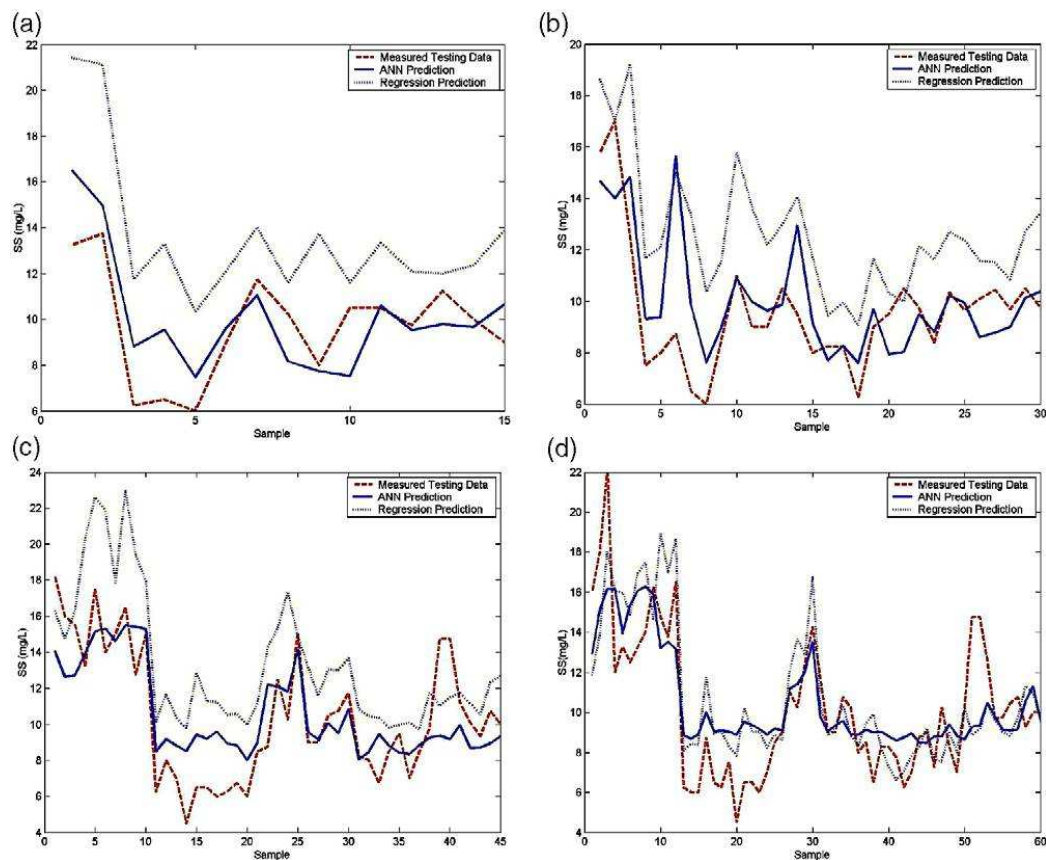 (a)
22
20
18
16
14
12
10
8
6
SS (mg/L)
5
10
15
Sample
Measured Testing Data
ANN Prediction
Regression Prediction
(b)
20
18
16
14
12
10
8
6
4
SS (mg/L)
0
5
10
15
20
25
30
Sample
Measured Testing Data
ANN Prediction
Regression Prediction
(c)
24
22
20
18
16
14
12
10
8
6
4
SS (mg/L)
0
5
10
15
20
25
30
35
40
45
Sample
Measured Testing Data
ANN Prediction
Regression Prediction
(d)
22
20
18
16
14
12
10
8
6
4
SS(mg/L)
0
10
20
30
40
50
60
Sample
Measured Testing Data
ANN Prediction
Regression Prediction